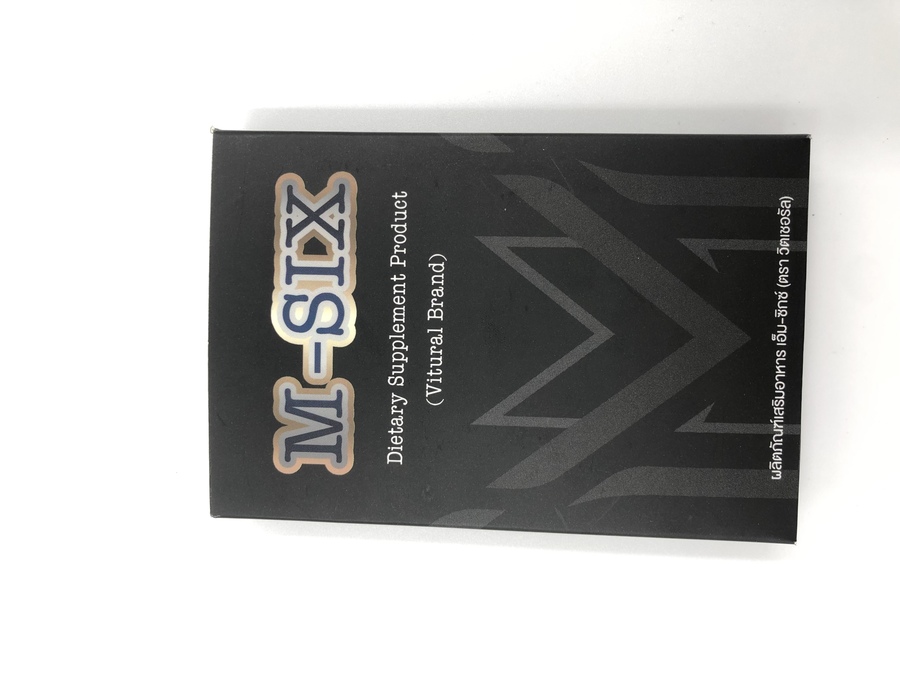 M-SIX
Dietary Supplement Product
(Vitural Brand)
ผลิตภัณฑ์เสริมอาหาร เอ็ม-ซิกซ์ (ตรา วิตเชอรัล)